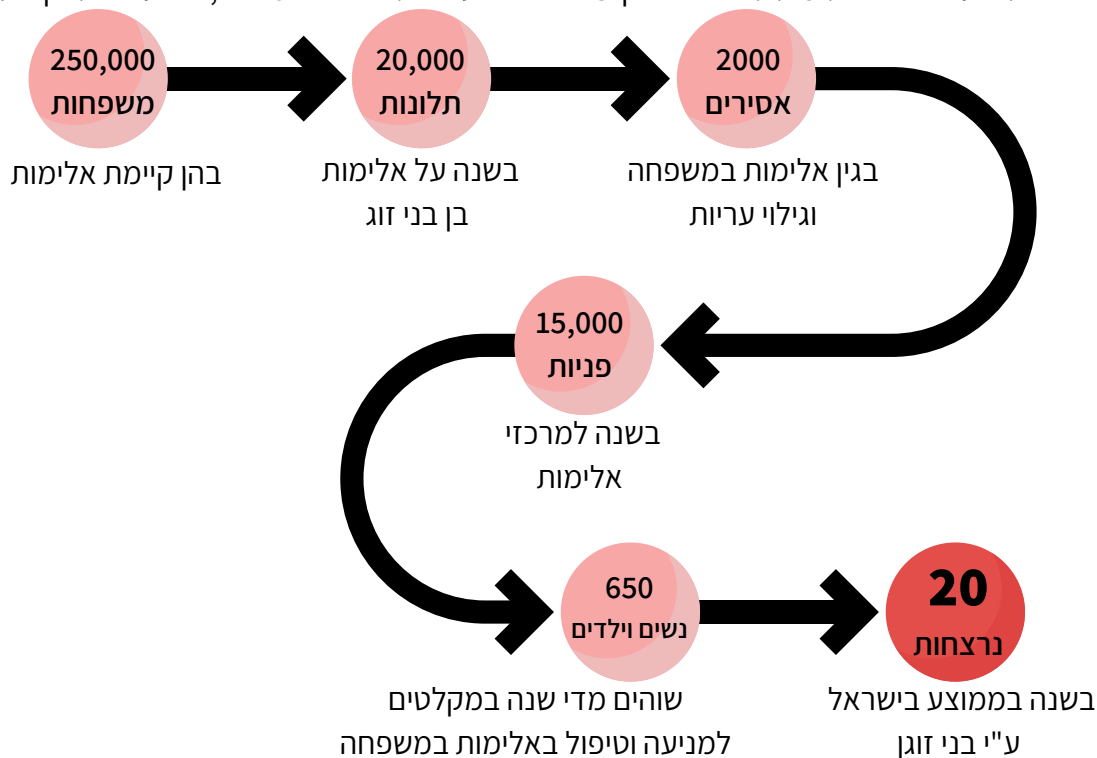 250,000
משפחות
בהן קיימת אלימות
20,000
תלונות
בשנה על אלימות
בן בני זוג
2000
אסירים
בגין אלימות במשפחה
וגילוי עריות
15,000
פניות
בשנה למרכזי
אלימות
650
נשים וילדים
שוהים מדי שנה במקלטים
למניעה וטיפול באלימות במשפחה
20
נרצחות
בשנה בממוצע בישראל
ע"י בני זוגן